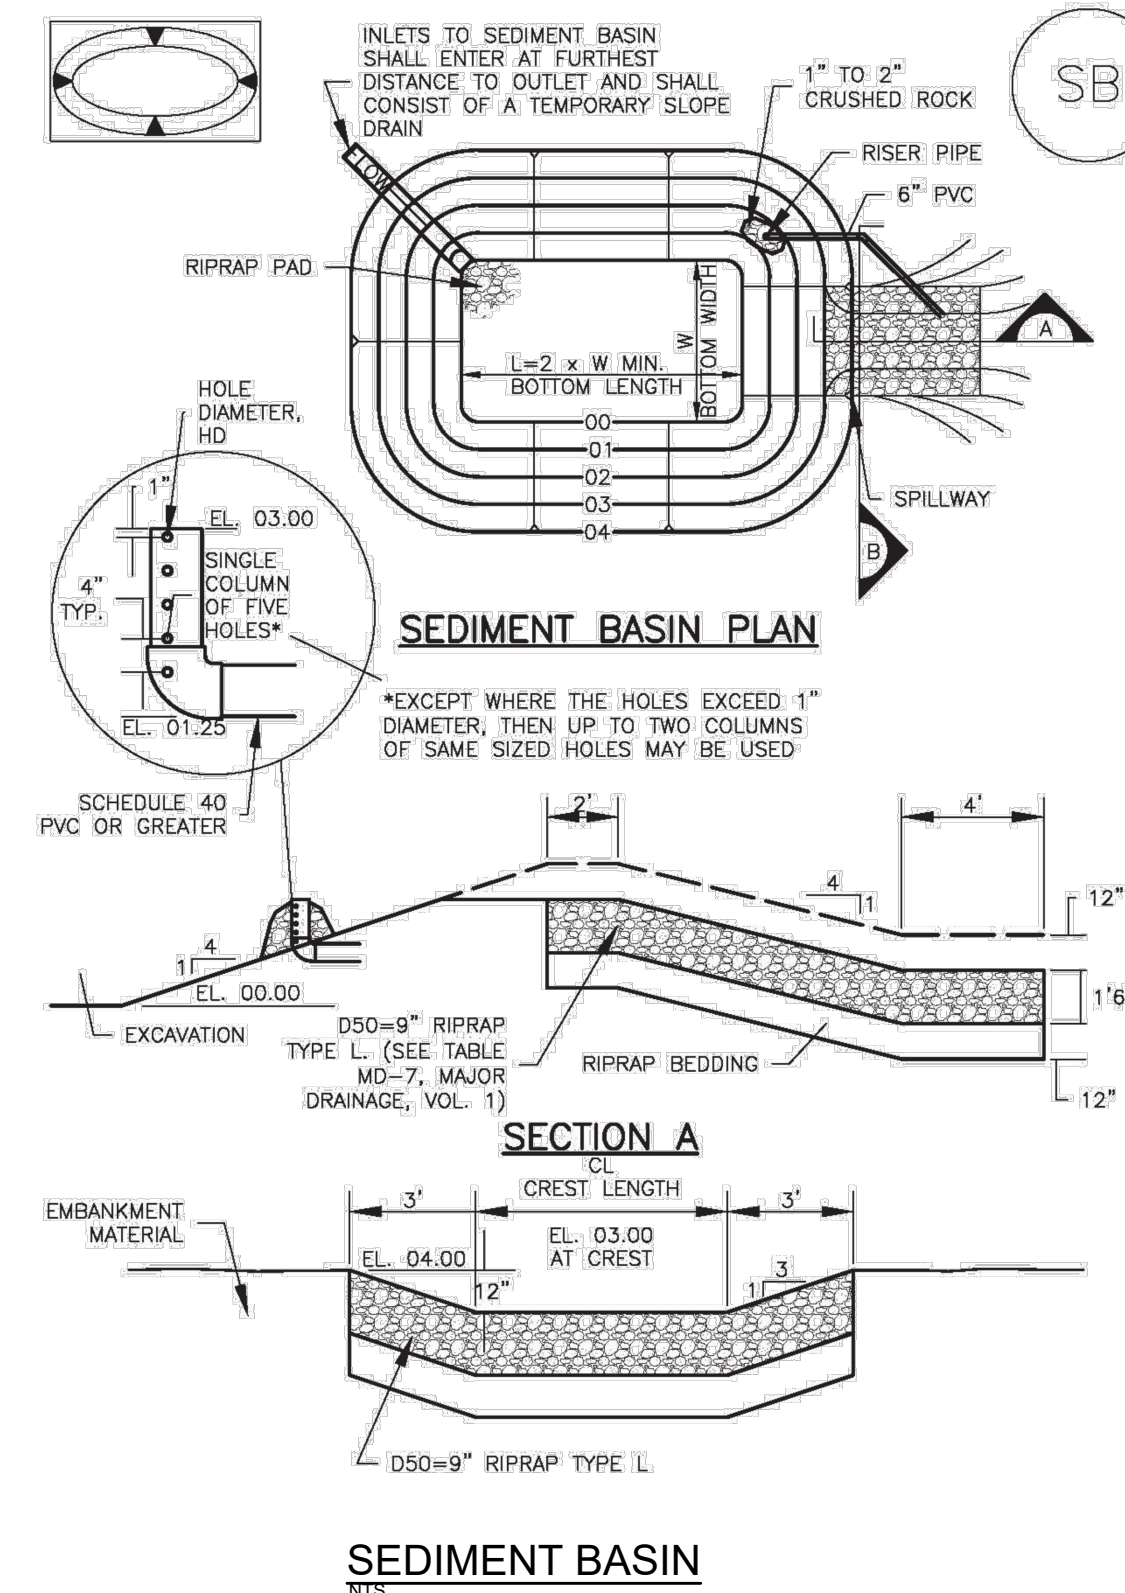 INLETS TO SEDIMENT BASIN
SHALL ENTER AT FURTHEST
DISTANCE TO OUTLET AND SHALL
CONSIST OF A TEMPORARY SLOPE
DRAIN
1" TO 2"
CRUSHED ROCK
SB
RISER PIPE
6" PVC
FLOW
RIPRAP PAD
W
BOTTOM WIDTH
L=2 x W MIN.
BOTTOM LENGTH
A
00
01
02
03
04
SPILLWAY
B
HOLE
DIAMETER,
HD
1"
EL. 03.00
4"
TYP.
SINGLE
COLUMN
OF FIVE
HOLES*
EL. 01.25
SEDIMENT BASIN PLAN
*EXCEPT WHERE THE HOLES EXCEED 1"
DIAMETER, THEN UP TO TWO COLUMNS
OF SAME SIZED HOLES MAY BE USED
SCHEDULE 40
PVC OR GREATER
2'
4'
4
1
12"
4
1
EL. 00.00
EXCAVATION
1'6
D50=9" RIPRAP
TYPE L. (SEE TABLE
MD-7, MAJOR
DRAINAGE, VOL. 1)
RIPRAP BEDDING
12"
SECTION A
CL
CREST LENGTH
3'
3'
EMBANKMENT
MATERIAL
EL. 04.00
EL. 03.00
AT CREST
12"
3
1
D50=9" RIPRAP TYPE L
SEDIMENT BASIN
NTS